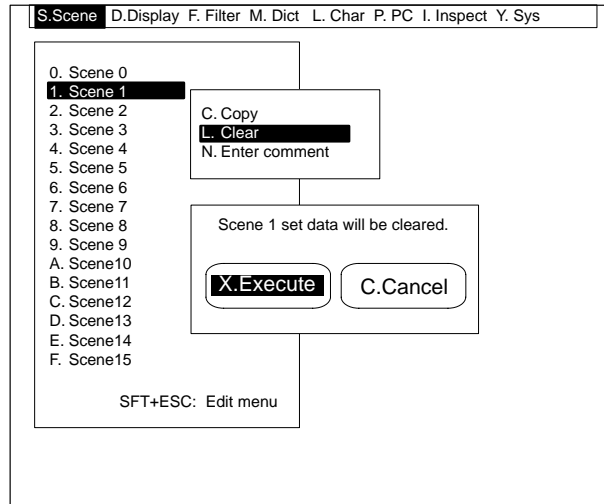 S.Scene D.Display F. Filter M. Dict L. Char P. PC I. Inspect Y. Sys
0. Scene 0
1. Scene 1
2. Scene 2
3. Scene 3
4. Scene 4
5. Scene 5
6. Scene 6
7. Scene 7
8. Scene 8
9. Scene 9
A. Scene10
B. Scene11
C. Scene12
D. Scene13
E. Scene14
F. Scene15
SFT+ESC: Edit menu
C. Copy
L. Clear
N. Enter comment
Scene 1 set data will be cleared.
X.Execute C.Cancel